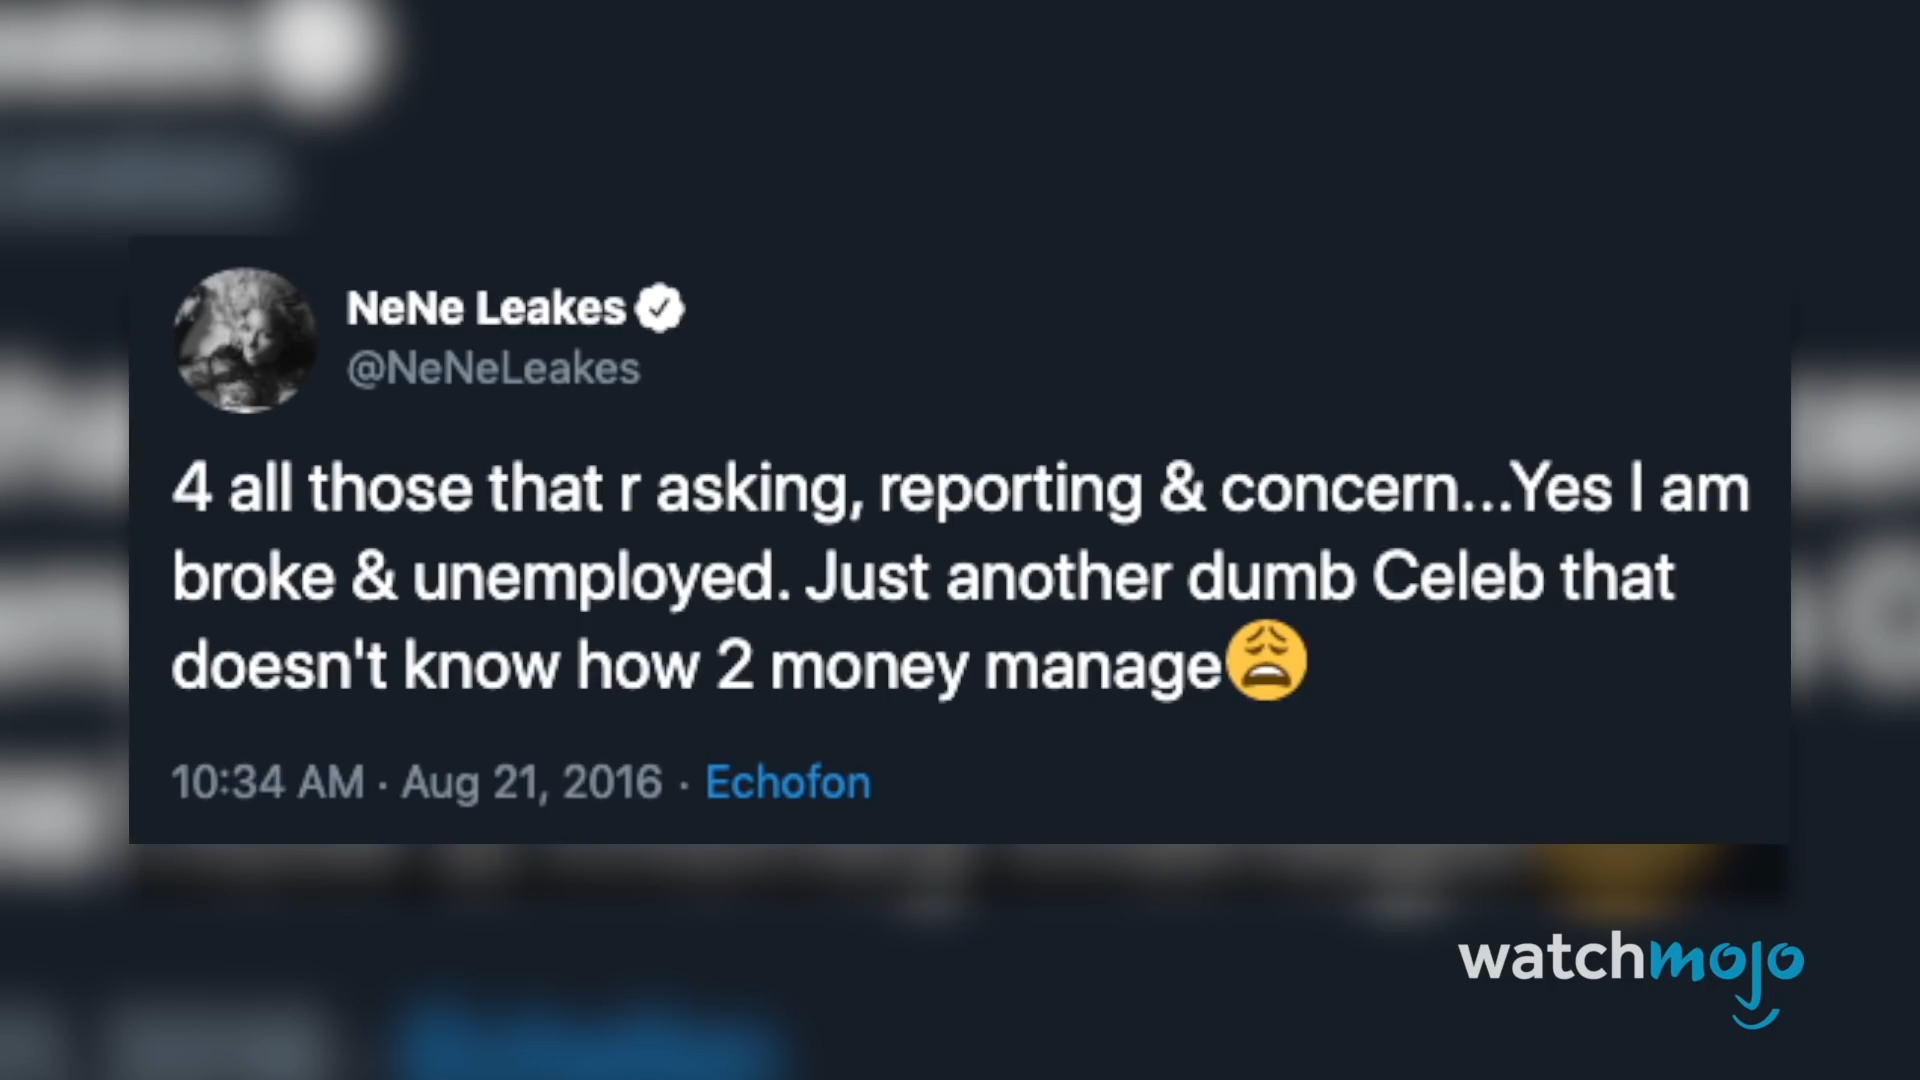 NeNe Leakes
@NeNeLeakes
4 all those that r asking, reporting & concern...Yes I am
broke & unemployed. Just another dumb Celeb that
doesn't know how 2 money manage😩
10:34 AM · Aug 21, 2016 · Echofon
watchmojo